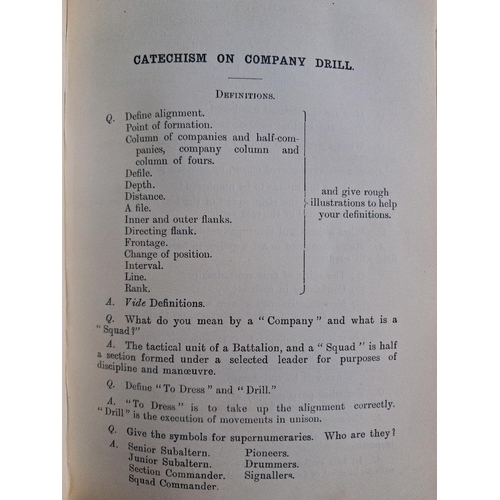 CATECHISM ON COMPANY DRILL.
DEFINITIONS.
Q. Define alignment.
Point of formation.
Column of companies and half-com-
panies, company column and
column of fours.
Defile.
Depth.
Distance.
A file.
Inner and outer flanks.
Directing flank.
Frontage.
Change of position.
Interval.
Line.
Rank.
and give rough
illustrations to help
your definitions.
A. Vide Definitions.
Q. What do you mean by a "Company" and what is a
"Squad?"
A. The tactical unit of a Battalion, and a "Squad" is half
a section formed under a selected leader for purposes of
discipline and manœuvre.
Q. Define "To Dress" and "Drill."
A. "To Dress" is to take up the alignment correctly.
"Drill" is the execution of movements in unison.
Q. Give the symbols for supernumeraries. Who are they?
A. Senior Subaltern. Pioneers.
Junior Subaltern. Drummers.
Section Commander. Signallers.
Squad Commander.